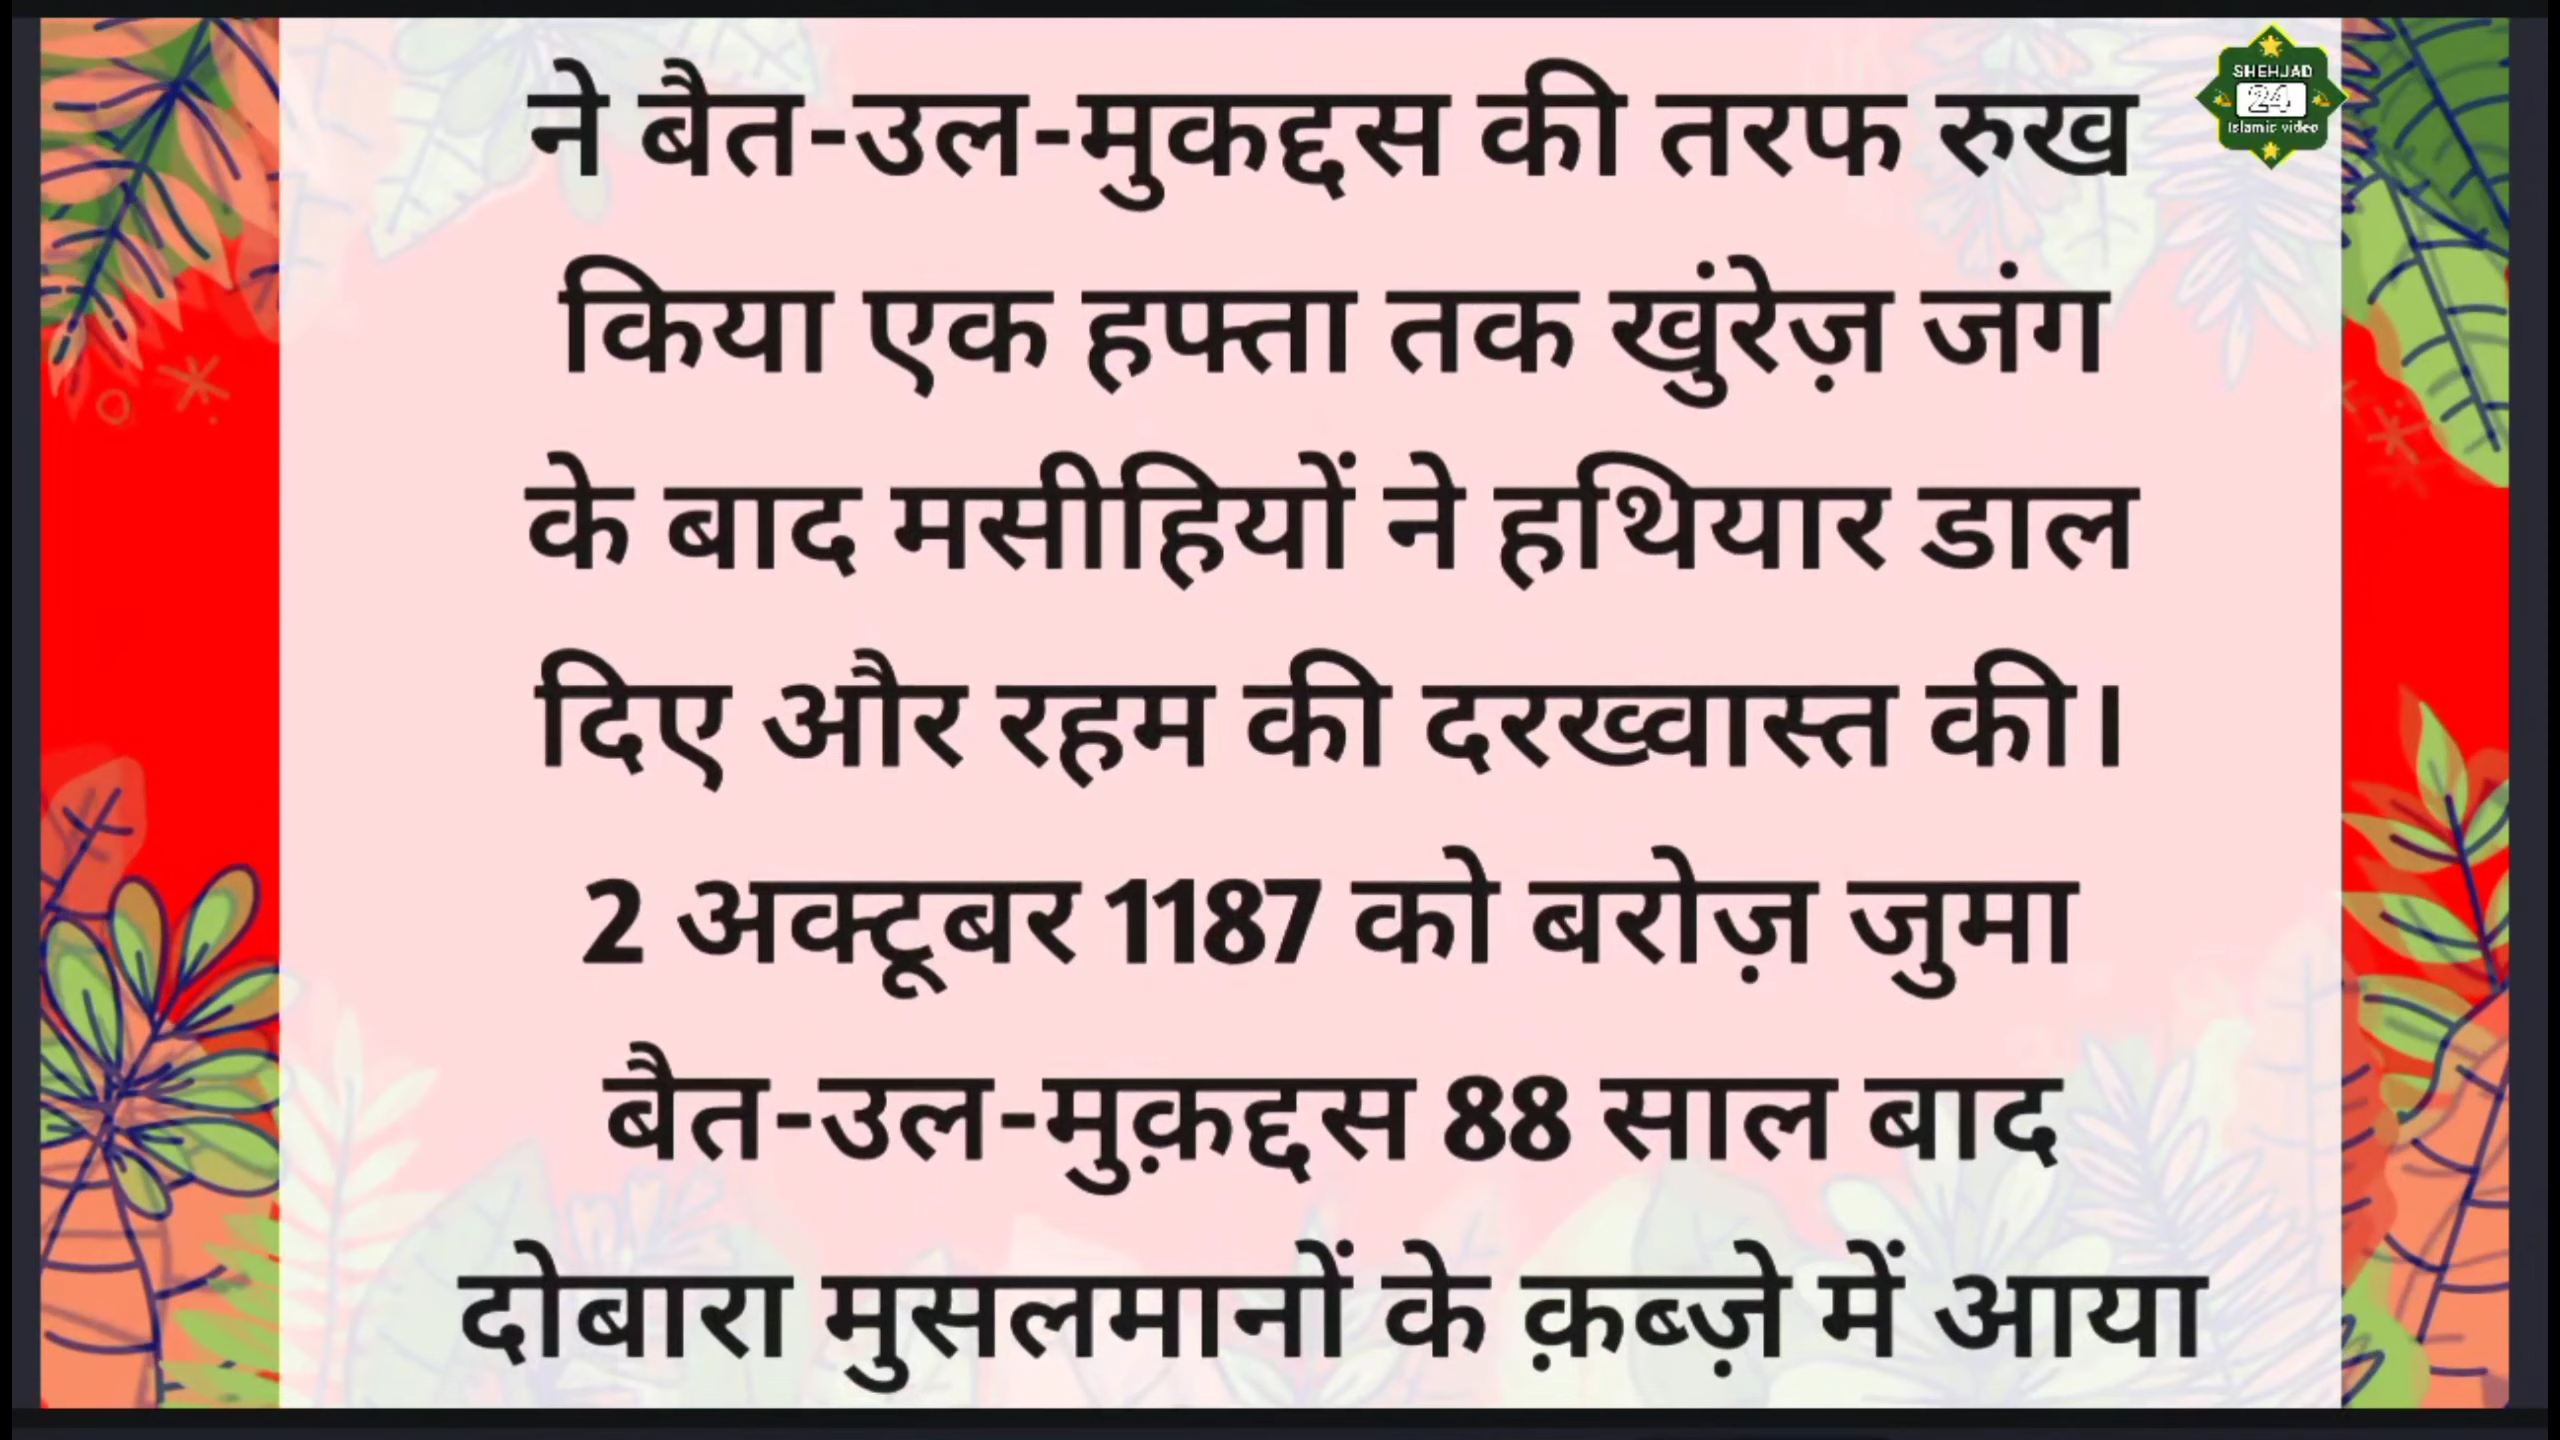 ने बैत-उल-मुकद्दस की तरफ रुख
किया एक हफ्ता तक खुंरेज़ जंग
के बाद मसीहियों ने हथियार डाल
दिए और रहम की दरख्वास्त की।
2 अक्टूबर 1187 को बरोज़ जुमा
बैत-उल-मुक़द्दस 88 साल बाद
दोबारा मुसलमानों के क़ब्ज़े में आया
SHEHJAD
24
Islamic video